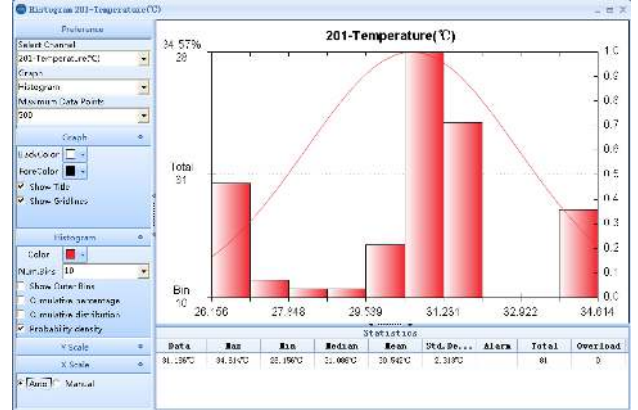 Histogram 201-Temperature(℃)
Preference
Select Channel
201-Temperature(℃)
Graph
Histogram
Maximum Data Points
500
Graph
BackColor
ForeColor
Show Title
Show Gridlines
Histogram
Color
Num.Bins 10
Show Outer Bins
Cumulative percentage
Cumulative distribution
Probability density
Y Scale
X Scale
Auto Manual
201-Temperature(℃)
34.57%
28
Total
Bin
10
1.0
0.9
0.8
0.7
0.6
0.5
0.4
0.3
0.2
0.1
0.0
26.156 27.848 29.539 31.231 32.922 34.614
Statistics
Data Max Min Median Mean Std.De... Alarm Total Overload
34.614℃ 26.156℃ 81 0